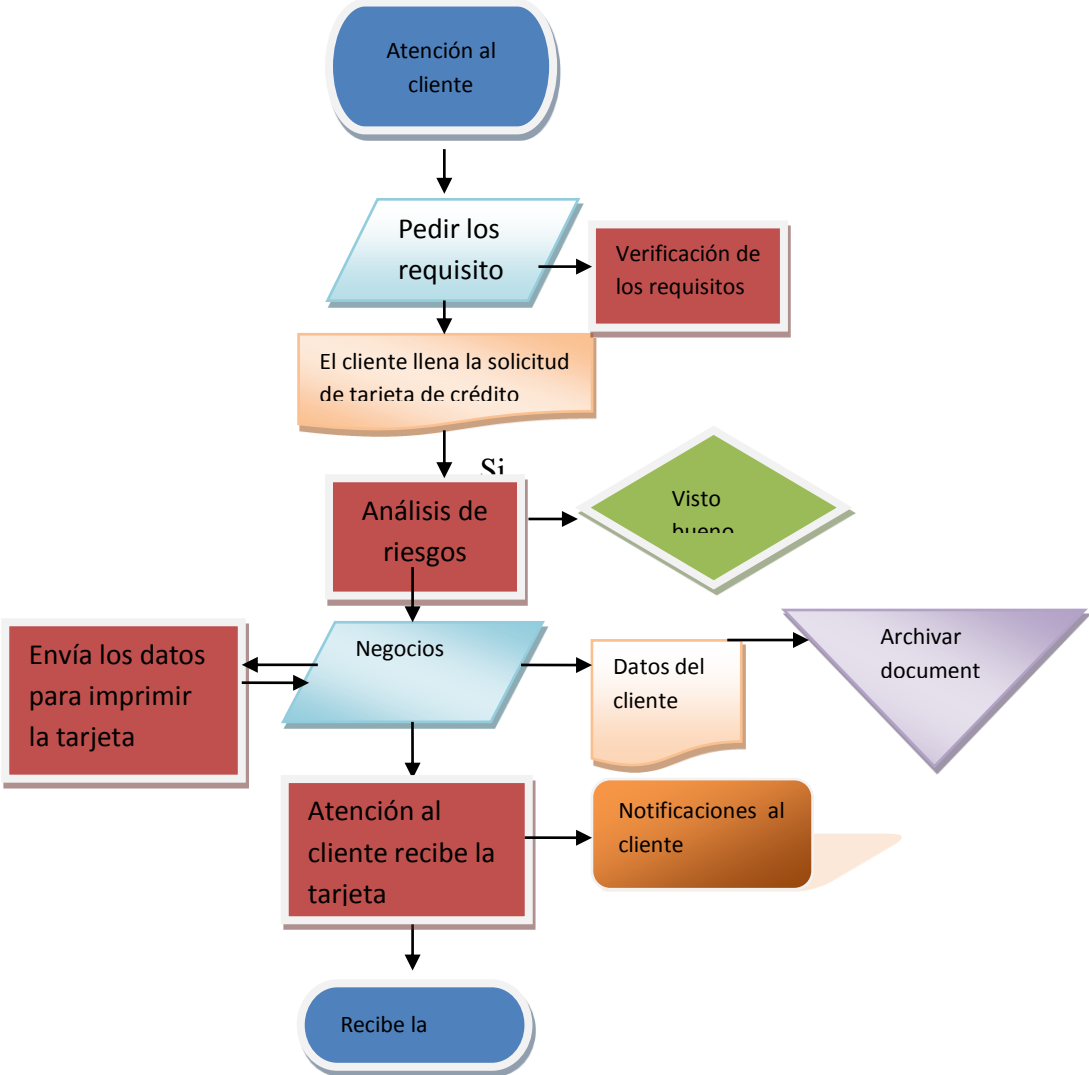 Atención al
cliente
Pedir los
requisito
Verificación de
los requisitos
El cliente llena la solicitud
de tarjeta de crédito
Si
Análisis de
riesgos
Visto
bueno
Negocios
Envía los datos
para imprimir
la tarjeta
Datos del
cliente
Archivar
document
Atención al
cliente recibe la
tarjeta
Notificaciones al
cliente
Recibe la